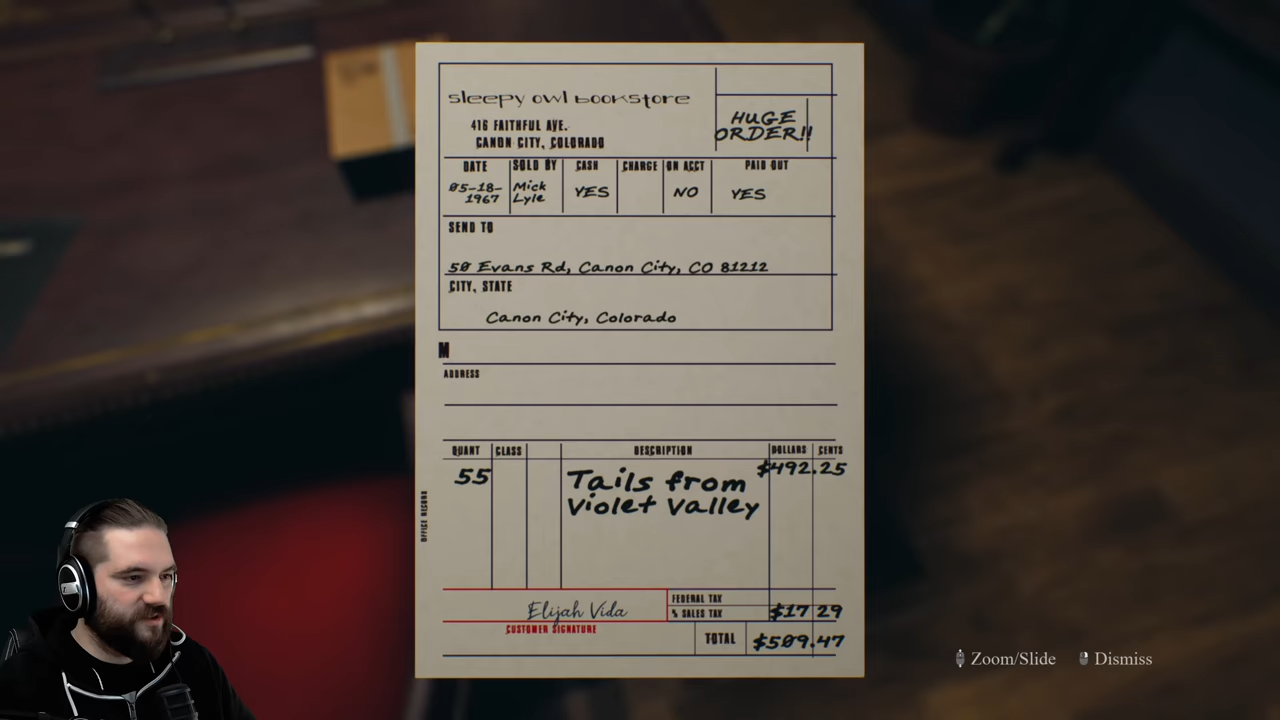 sleepy owl bookstore
416 FAITHFUL AVE.
CANON CITY, COLORADO
HUGE
ORDER!!
DATE SOLD BY CASH CHARGE ON ACCT PAID OUT
05-18-
1967
Mick
Lyle
YES NO YES
SEND TO
50 Evans Rd, Canon City, CO 81212
CITY, STATE
Canon City, Colorado
M
ADDRESS
QUANT CLASS DESCRIPTION DOLLARS CENTS
55 Tails from $492.25
Violet Valley
OFFICE RECORD
Elijah Vida
CUSTOMER SIGNATURE
FEDERAL TAX
% SALES TAX $17 29
TOTAL $509.47
Zoom/Slide Dismiss